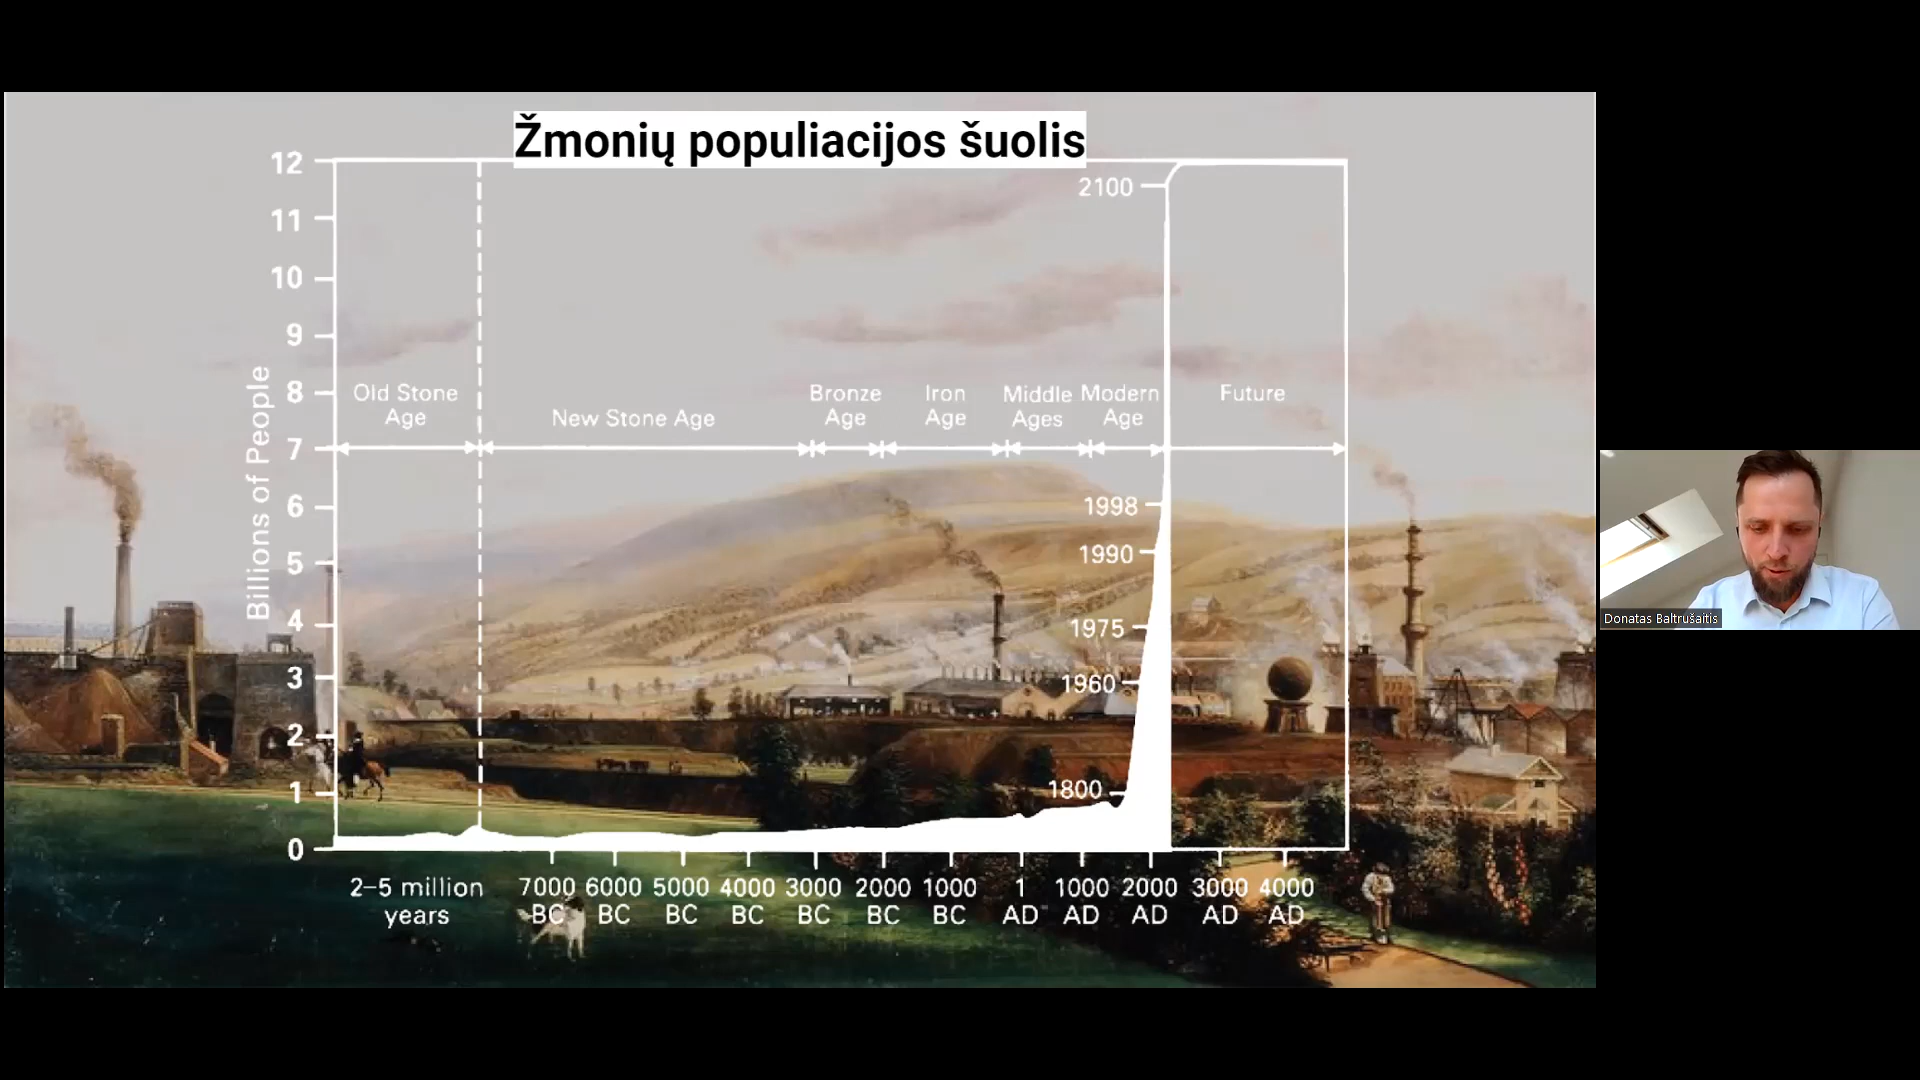 Žmonių populiacijos šuolis
12
11
10
9
8
7
6
5
4
3
2
1
0
Billions of People
Old Stone
Age
New Stone Age
Bronze
Age
Iron
Age
Middle
Ages
Modern
Age
Future
2100
1998
1990
1975
1960
1800
2–5 million
years
7000
BC
6000
BC
5000
BC
4000
BC
3000
BC
2000
BC
1000
BC
1
AD
1000
AD
2000
AD
3000
AD
4000
AD
Donatas Baltrušaitis